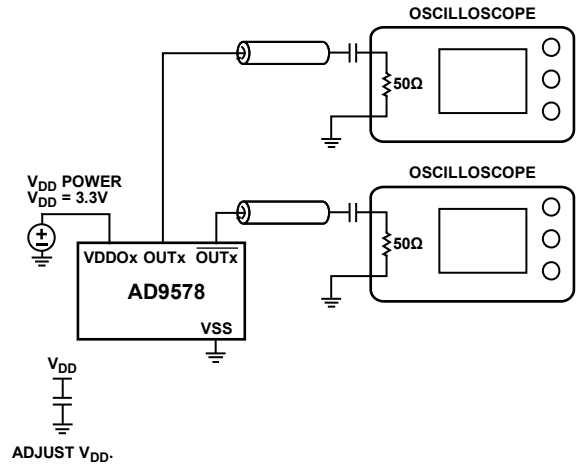 OSCILLOSCOPE
50Ω
OSCILLOSCOPE
50Ω
VDD POWER
VDD = 3.3V
VDDOx OUTx OUTx
AD9578
VSS
VDD
ADJUST VDD.